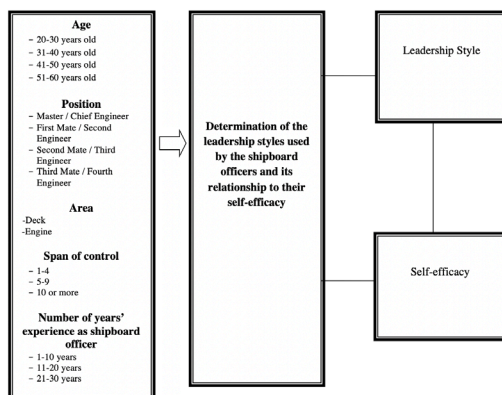 Age
– 20-30 years old
– 31-40 years old
– 41-50 years old
– 51-60 years old
Position
– Master / Chief Engineer
– First Mate / Second
Engineer
– Second Mate / Third
Engineer
– Third Mate / Fourth
Engineer
Area
-Deck
-Engine
Span of control
– 1-4
– 5-9
– 10 or more
Number of years’
experience as shipboard
officer
– 1-10 years
– 11-20 years
– 21-30 years
Determination of the
leadership styles used
by the shipboard
officers and its
relationship to their
self-efficacy
Leadership Style
Self-efficacy